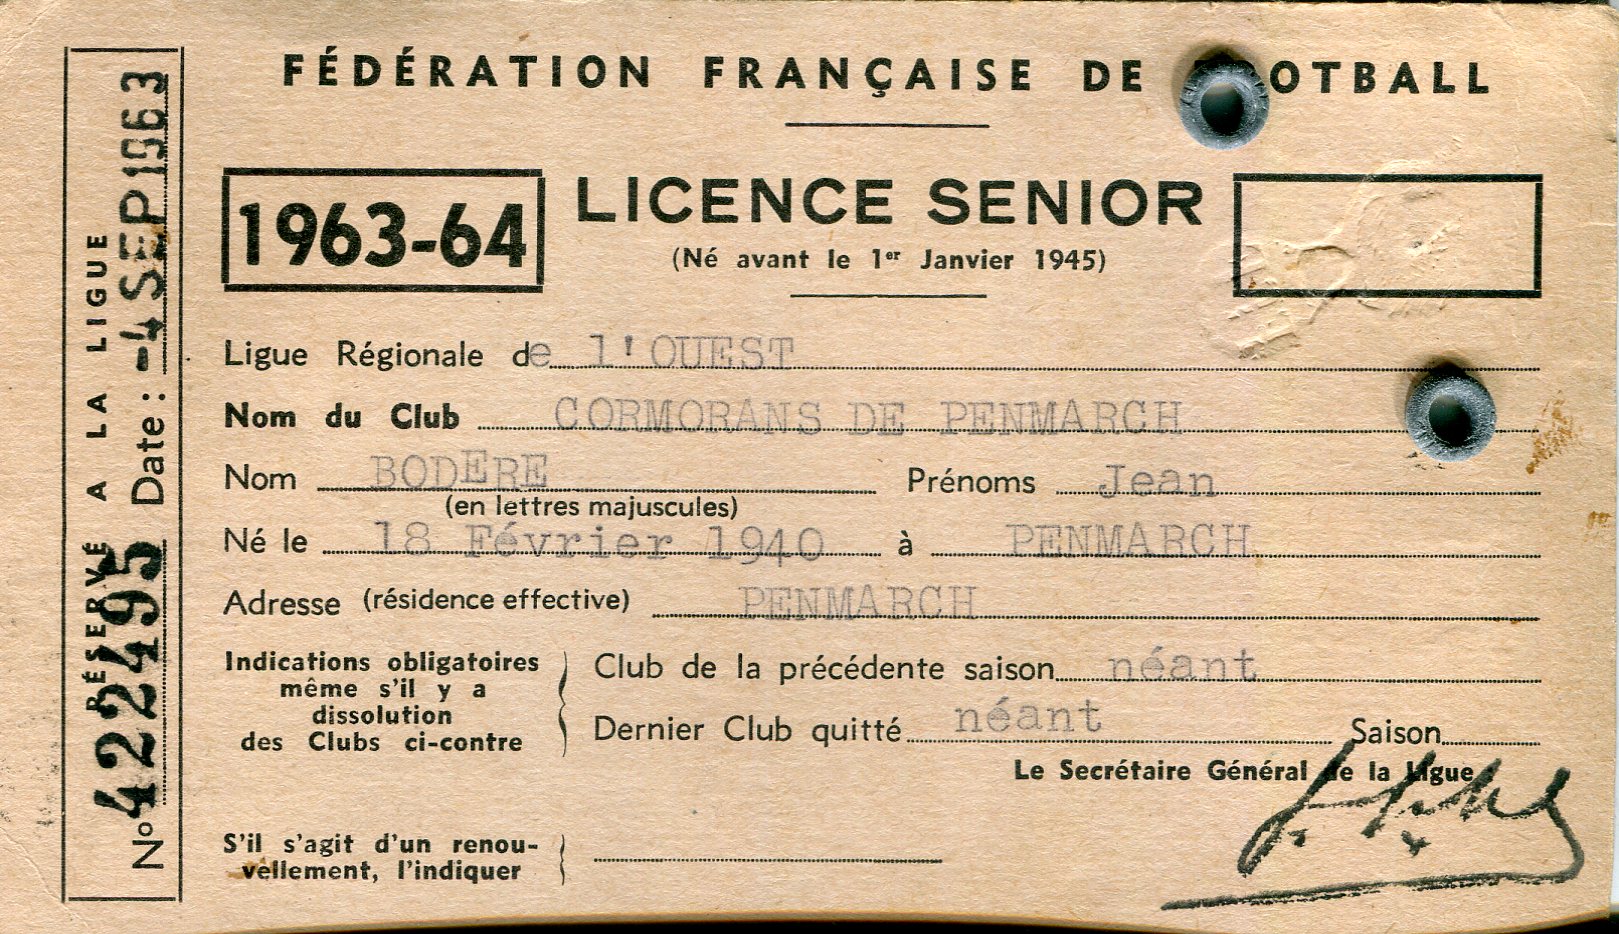 FÉDÉRATION FRANÇAISE DE OTBALL
1963-64
LICENCE SENIOR
(Né avant le 1er Janvier 1945)
Ligue Régionale de l'OUEST
Nom du Club CORMORANS DE PENMARCH
Nom BODERE Prénoms Jean
(en lettres majuscules)
Né le 18 Février 1940 à PENMARCH
Adresse (résidence effective) PENMARCH
Indications obligatoires
même s'il y a
dissolution
des Clubs ci-contre
Club de la précédente saison néant
Dernier Club quitté néant Saison
Le Secrétaire Général de la Ligue
S'il s'agit d'un renou-
vellement, l'indiquer
RÉSERVÉ A LA LIGUE
No 422495 Date : -4 SEP 1963